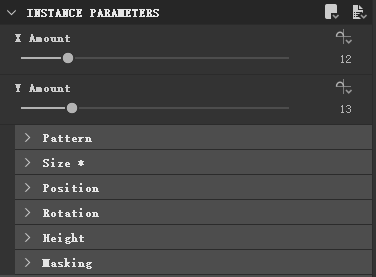 INSTANCE PARAMETERS
X Amount
12
Y Amount
13
Pattern
Size *
Position
Rotation
Height
Masking